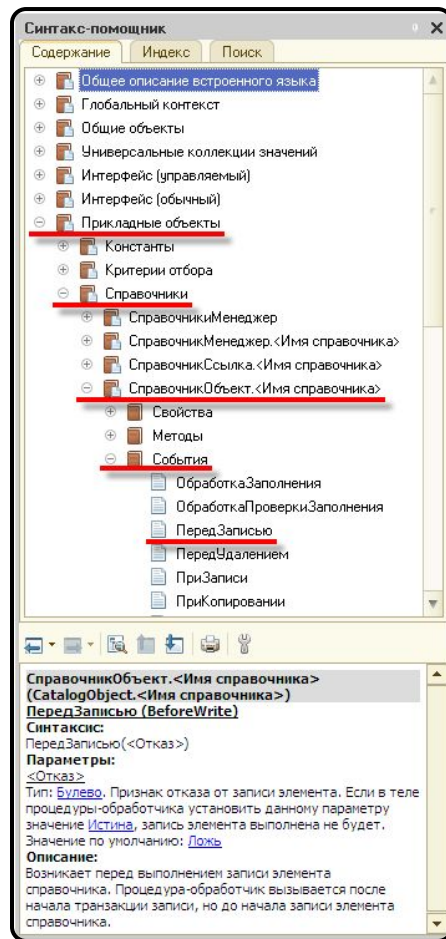 Синтакс-помощник
Содержание Индекс Поиск
Общее описание встроенного языка
Глобальный контекст
Общие объекты
Универсальные коллекции значений
Интерфейс (управляемый)
Интерфейс (обычный)
Прикладные объекты
Константы
Критерии отбора
Справочники
СправочникиМенеджер
СправочникМенеджер.<Имя справочника>
СправочникСсылка.<Имя справочника>
СправочникОбъект.<Имя справочника>
Свойства
Методы
События
ОбработкаЗаполнения
ОбработкаПроверкиЗаполнения
ПередЗаписью
ПередУдалением
ПриЗаписи
ПриКопировании
СправочникОбъект.<Имя справочника>
(CatalogObject.<Имя справочника>)
ПередЗаписью (BeforeWrite)
Синтаксис:
ПередЗаписью(<Отказ>)
Параметры:
<Отказ>
Тип: Булево. Признак отказа от записи элемента. Если в теле
процедуры-обработчика установить данному параметру
значение Истина, запись элемента выполнена не будет.
Значение по умолчанию: Ложь
Описание:
Возникает перед выполнением записи элемента
справочника. Процедура-обработчик вызывается после
начала транзакции записи, но до начала записи элемента
справочника.